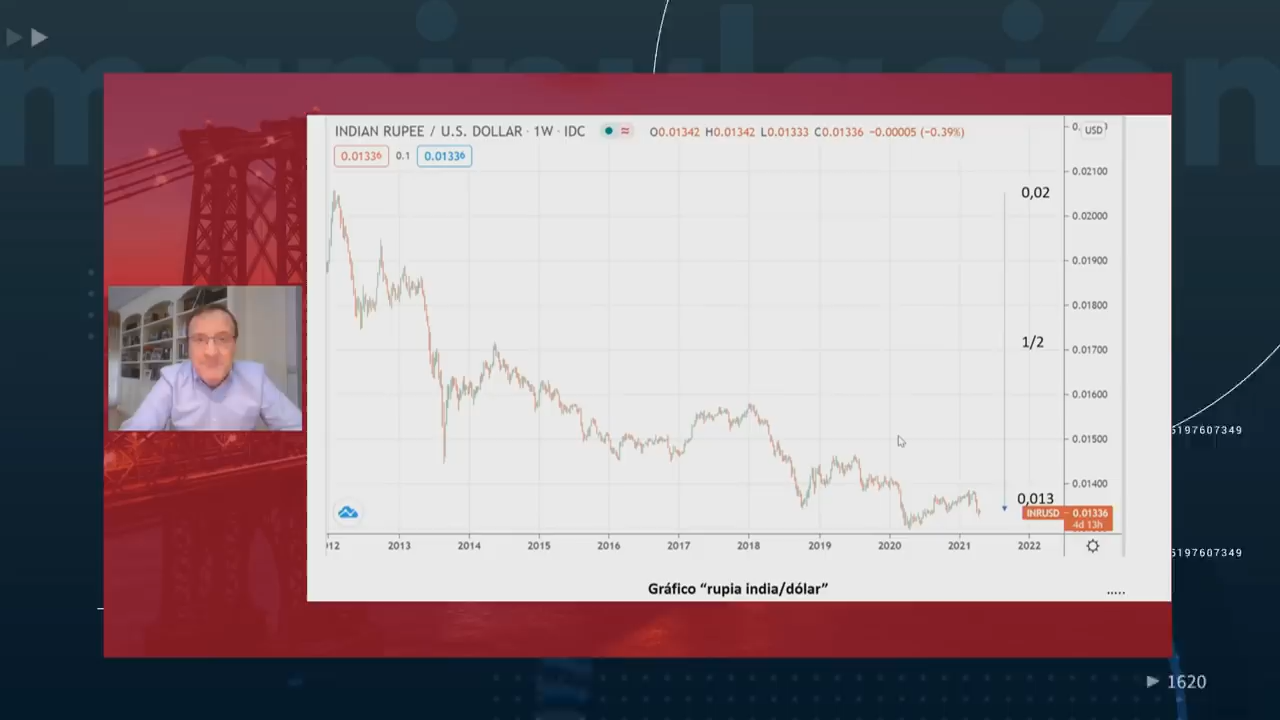 manipulación
INDIAN RUPEE / U.S. DOLLAR · 1W · IDC
O0.01342 H0.01342 L0.01333 C0.01336 −0.00005 (−0.39%)
USD
0.01336 0.1 0.01336
0.02100
0,02
0.02000
0.01900
0.01800
1/2
0.01700
0.01600
0.01500
0.01400
0,013
INRUSD 0.01336
4d 13h
2013 2014 2015 2016 2017 2018 2019 2020 2021 2022
Gráfico “rupia india/dólar”
.....
6197607349
6197607349
1620